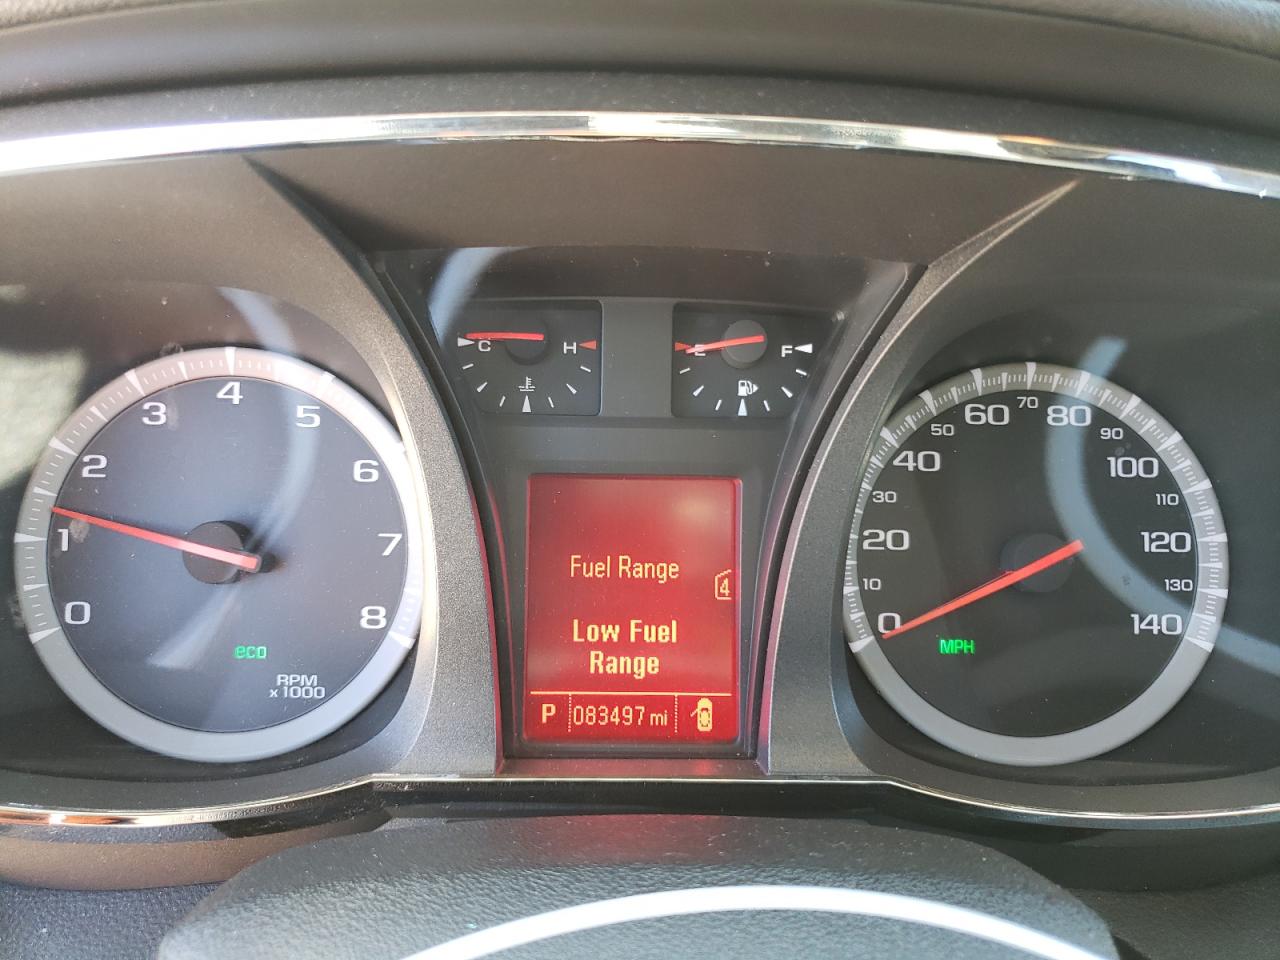 C H
E F
0 1 2 3 4 5 6 7 8
eco
RPM
x 1000
Fuel Range
4
Low Fuel
Range
P 083497 mi
0 10 20 30 40 50 60 70 80 90 100 110 120 130 140
MPH